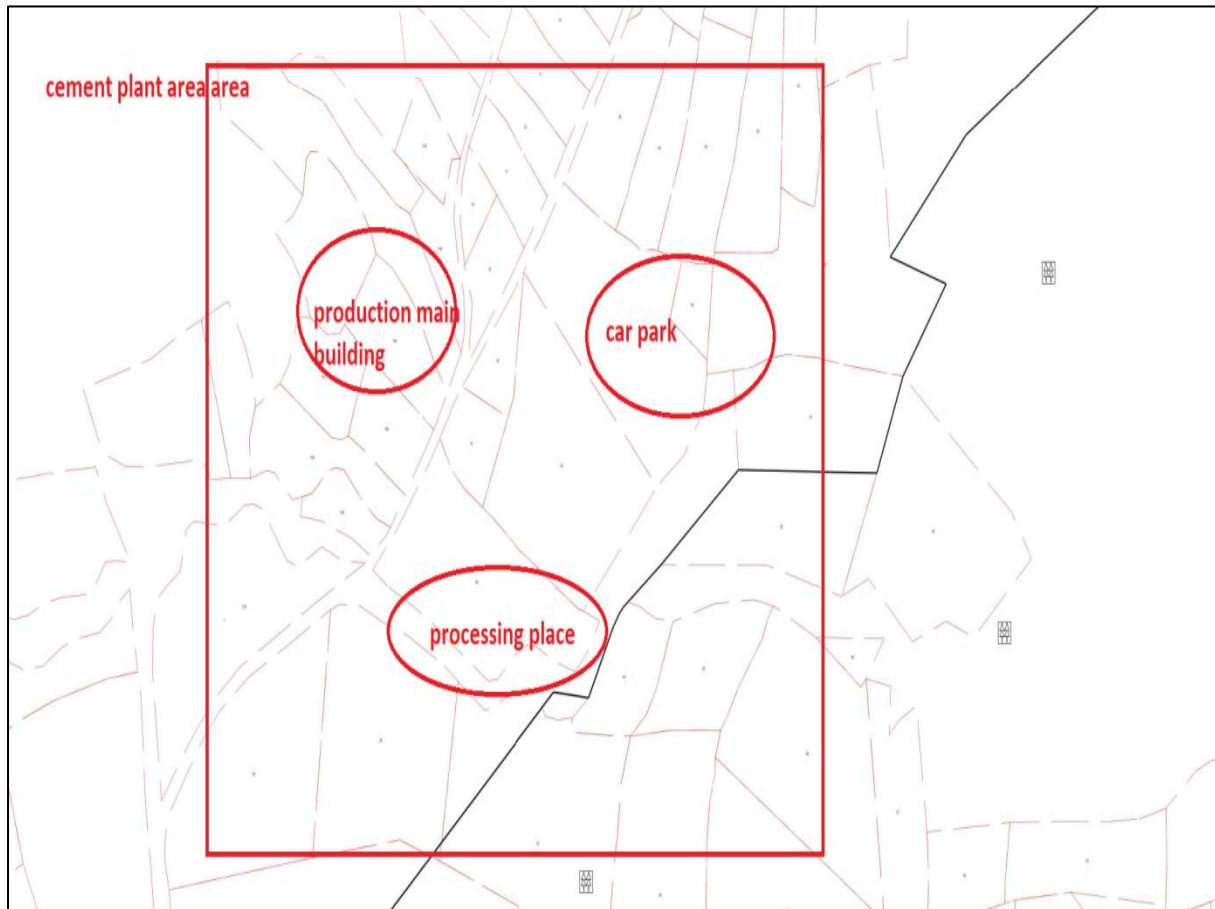 cement plant area area
production main
building
car park
processing place